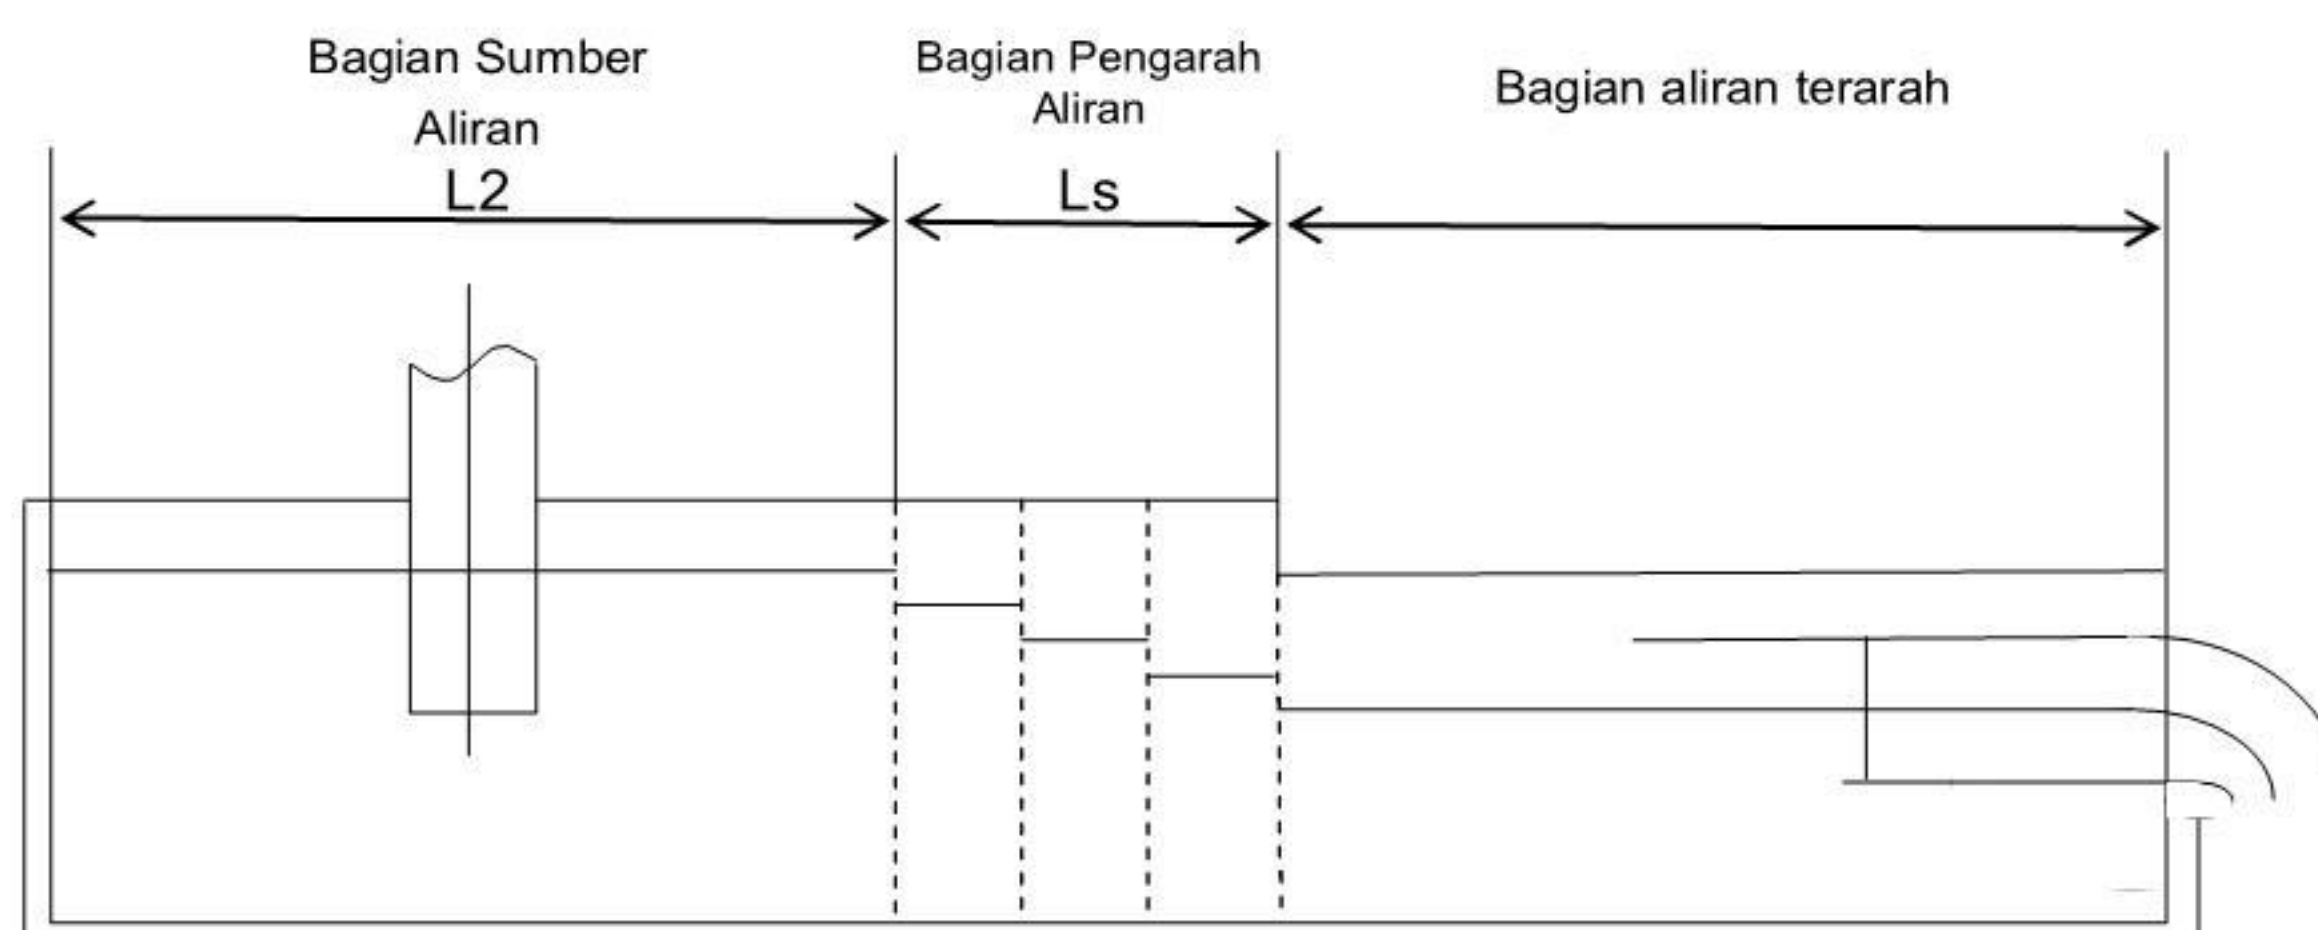 Bagian Sumber
Aliran
L2
Bagian Pengarah
Aliran
Ls
Bagian aliran terarah